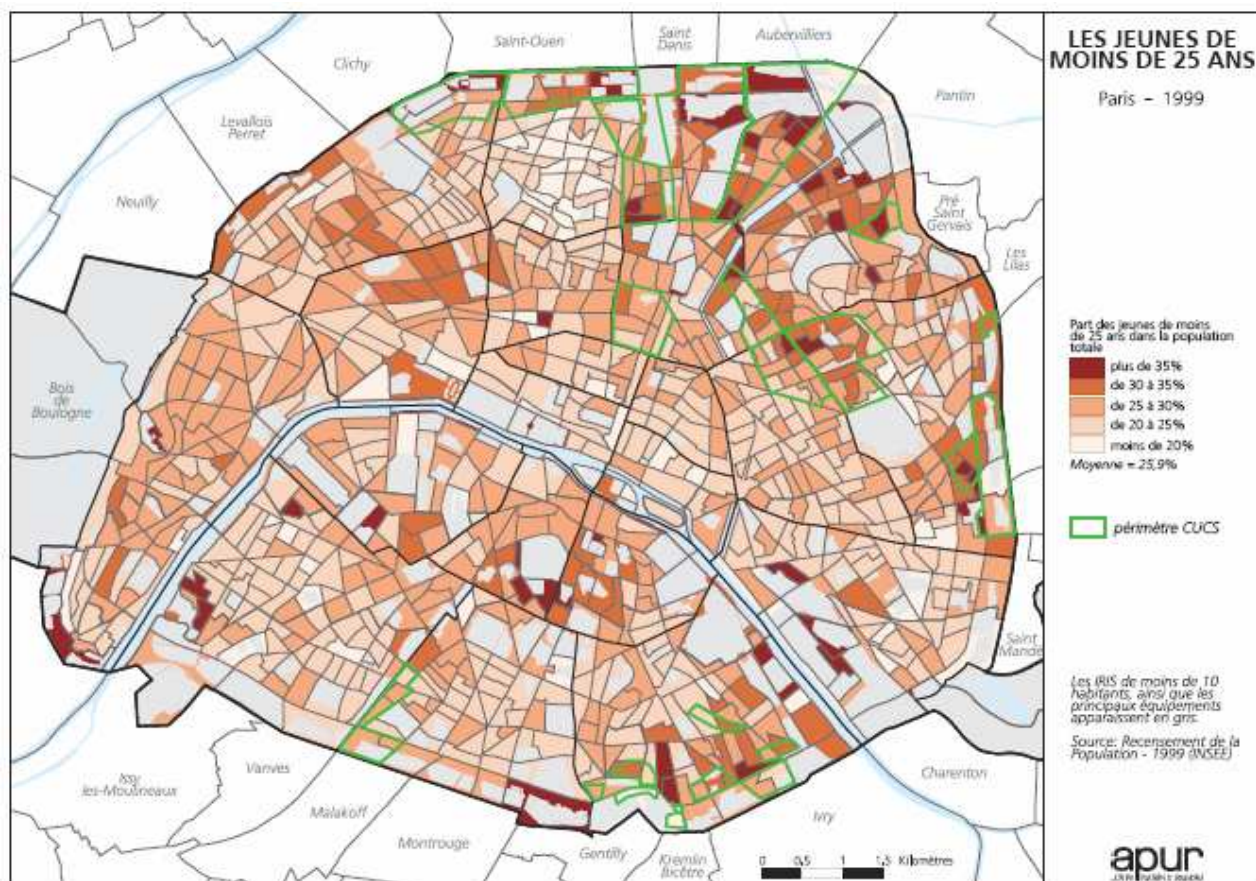 LES JEUNES DE
MOINS DE 25 ANS
Paris - 1999
Saint-Ouen
Saint
Denis
Aubervilliers
Clichy
Pantin
Levallois
Perret
Neuilly
Pré
Saint
Gervais
Les
Lilas
Bois
de
Boulogne
Saint
Mandé
Charenton
Issy
les-Moulineaux
Vanves
Malakoff
Montrouge
Gentilly
Kremlin
Bicêtre
Ivry
0 0,5 1 1,5 Kilomètres
Part des jeunes de moins
de 25 ans dans la population
totale
plus de 35%
de 30 à 35%
de 25 à 30%
de 20 à 25%
moins de 20%
Moyenne = 25,9%
périmètre CUCS
Les IRIS de moins de 10
habitants, ainsi que les
principaux équipements
apparaissent en gris.
Source: Recensement de la
Population - 1999 (INSEE)
apur